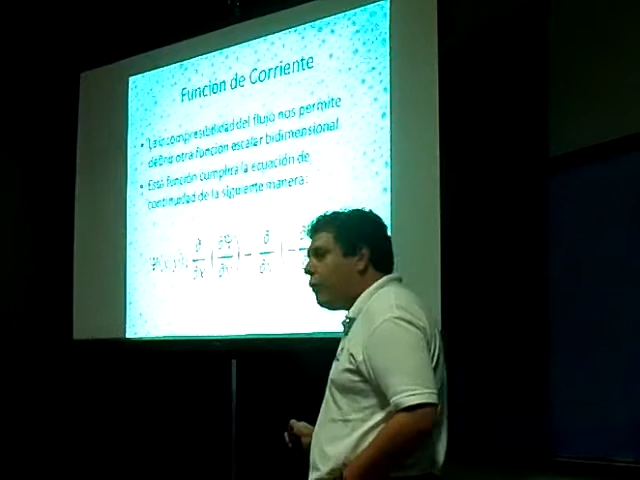 Función de Corriente
• La incompresibilidad del flujo nos permite
definir otra función escalar bidimensional
• Esta función cumplirá la ecuación de
continuidad de la siguiente manera: